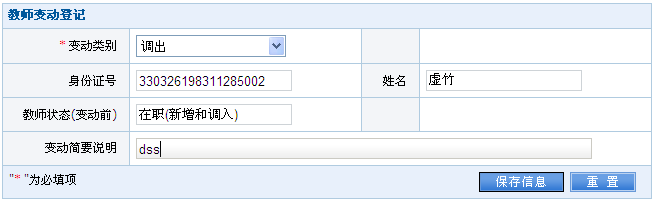 教师变动登记
* 变动类别 调出
身份证号 330326198311285002 姓名 虚竹
教师状态(变动前) 在职(新增和调入)
变动简要说明 dss
"* "为必填项 保存信息 重 置